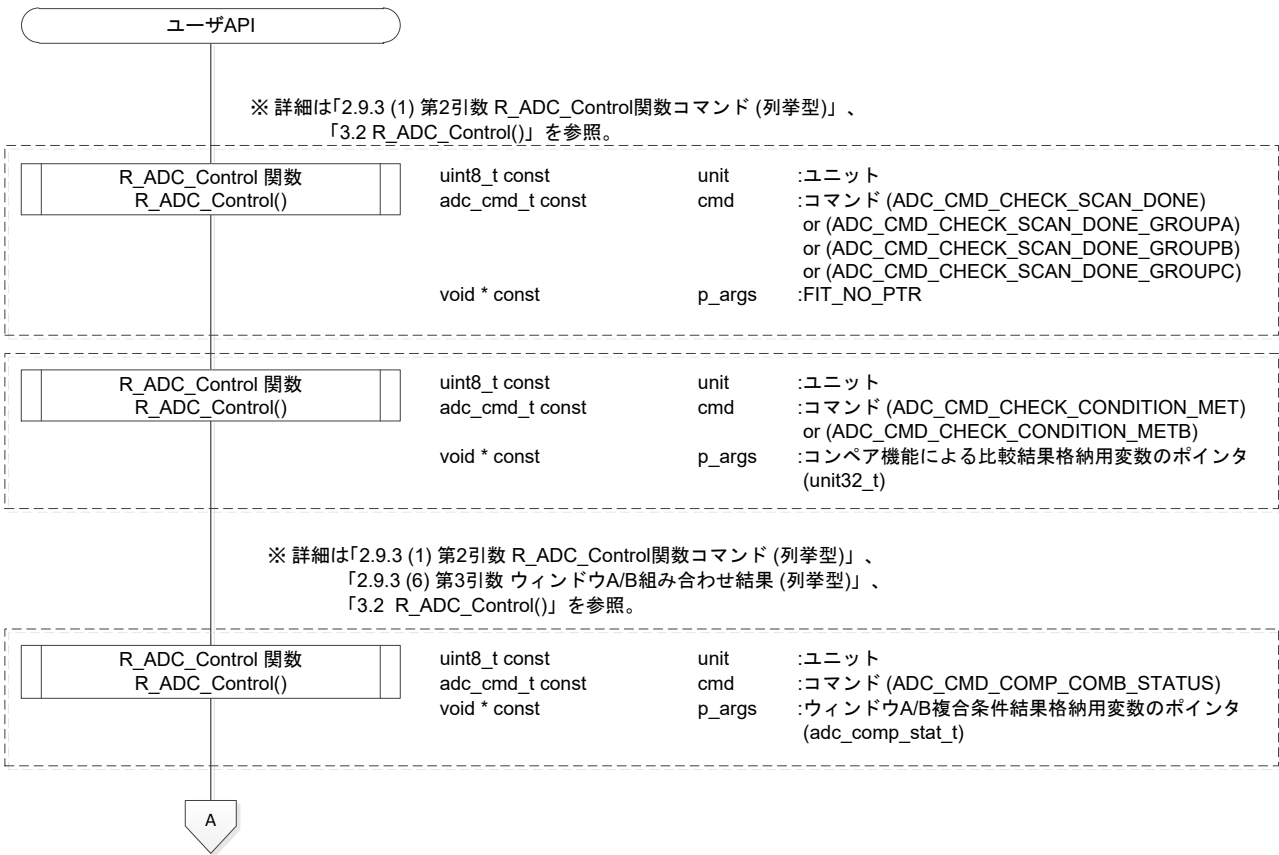 ユーザAPI
※ 詳細は「2.9.3 (1) 第2引数 R_ADC_Control関数コマンド (列挙型)」、
「3.2 R_ADC_Control()」を参照。
R_ADC_Control 関数
R_ADC_Control()
uint8_t const unit :ユニット
adc_cmd_t const cmd :コマンド (ADC_CMD_CHECK_SCAN_DONE)
or (ADC_CMD_CHECK_SCAN_DONE_GROUPA)
or (ADC_CMD_CHECK_SCAN_DONE_GROUPB)
or (ADC_CMD_CHECK_SCAN_DONE_GROUPC)
void * const p_args :FIT_NO_PTR
R_ADC_Control 関数
R_ADC_Control()
uint8_t const unit :ユニット
adc_cmd_t const cmd :コマンド (ADC_CMD_CHECK_CONDITION_MET)
or (ADC_CMD_CHECK_CONDITION_METB)
void * const p_args :コンペア機能による比較結果格納用変数のポインタ
(unit32_t)
※ 詳細は「2.9.3 (1) 第2引数 R_ADC_Control関数コマンド (列挙型)」、
「2.9.3 (6) 第3引数 ウィンドウA/B組み合わせ結果 (列挙型)」、
「3.2 R_ADC_Control()」を参照。
R_ADC_Control 関数
R_ADC_Control()
uint8_t const unit :ユニット
adc_cmd_t const cmd :コマンド (ADC_CMD_COMP_COMB_STATUS)
void * const p_args :ウィンドウA/B複合条件結果格納用変数のポインタ
(adc_comp_stat_t)
A